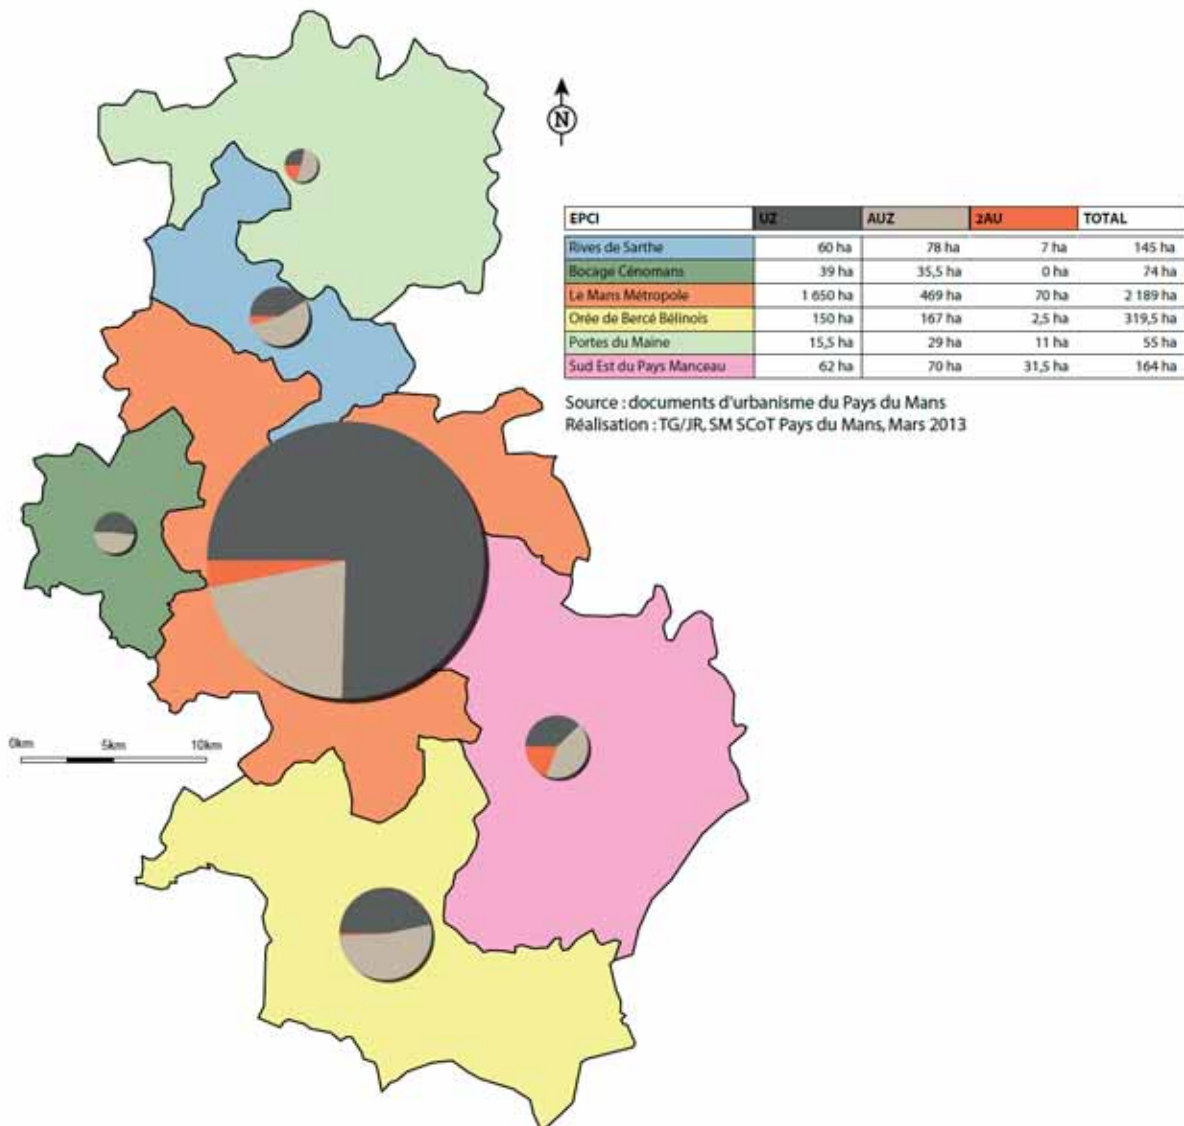 N
EPCI UZ AUZ 2AU TOTAL
Rives de Sarthe 60 ha 78 ha 7 ha 145 ha
Bocage Cénomans 39 ha 35,5 ha 0 ha 74 ha
Le Mans Métropole 1 650 ha 469 ha 70 ha 2 189 ha
Orée de Bercé Bélinois 150 ha 167 ha 2,5 ha 319,5 ha
Portes du Maine 15,5 ha 29 ha 11 ha 55 ha
Sud Est du Pays Manceau 62 ha 70 ha 31,5 ha 164 ha
Source : documents d'urbanisme du Pays du Mans
Réalisation : TG/JR, SM SCoT Pays du Mans, Mars 2013
0km 5km 10km